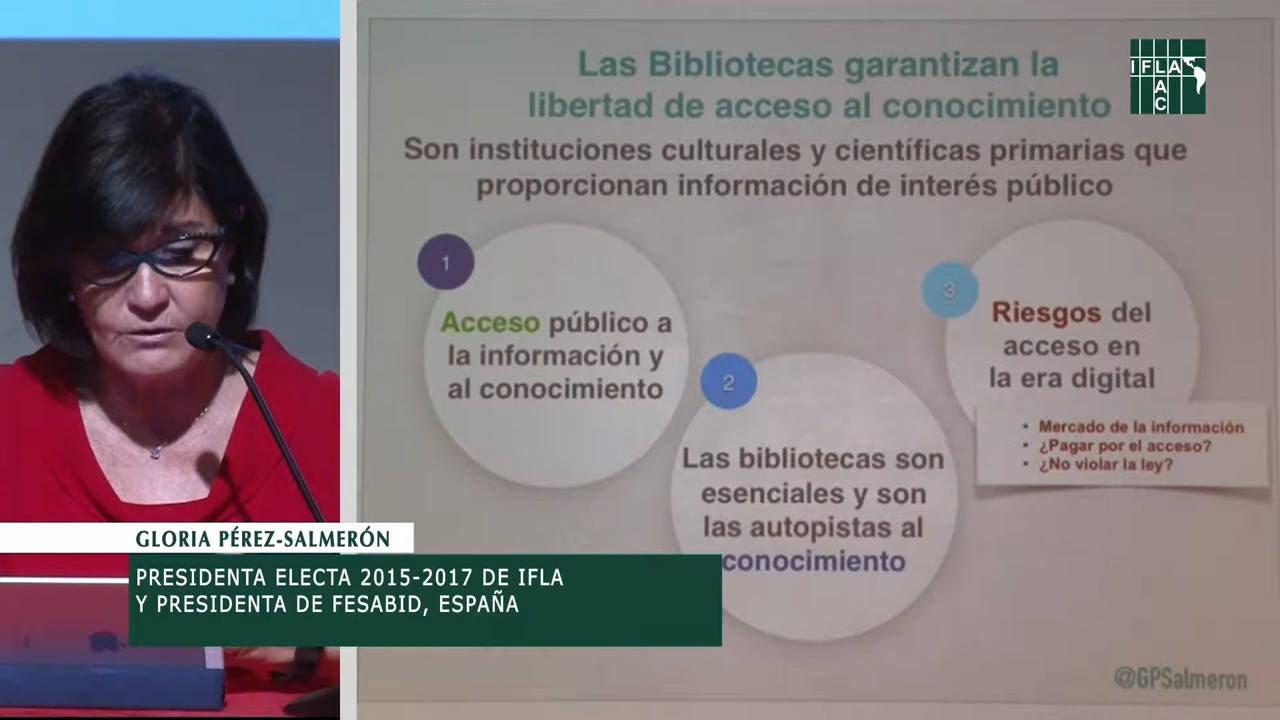 Las Bibliotecas garantizan la
libertad de acceso al conocimiento
Son instituciones culturales y científicas primarias que
proporcionan información de interés público
IFLA
LAC
1
Acceso público a
la información y
al conocimiento
2
Las bibliotecas son
esenciales y son
las autopistas al
conocimiento
3
Riesgos del
acceso en
la era digital
• Mercado de la información
• ¿Pagar por el acceso?
• ¿No violar la ley?
GLORIA PÉREZ-SALMERÓN
PRESIDENTA ELECTA 2015-2017 DE IFLA
Y PRESIDENTA DE FESABID, ESPAÑA
@GPSalmeron